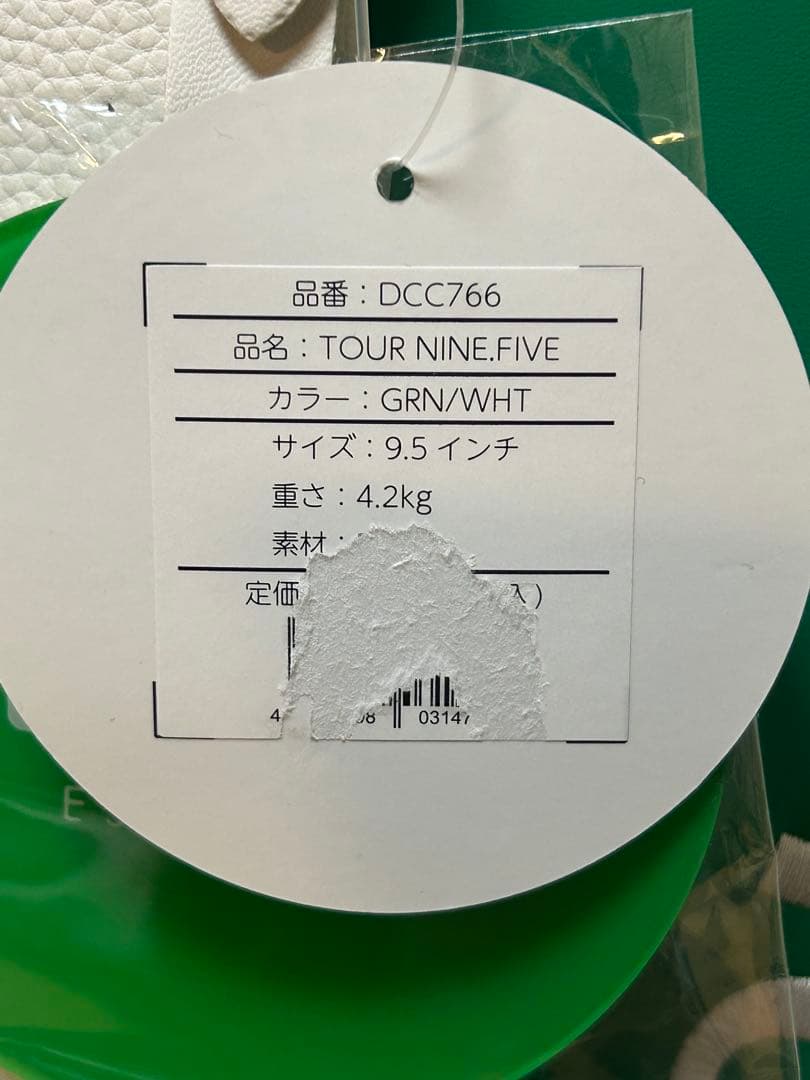 品番：DCC766
品名：TOUR NINE.FIVE
カラー：GRN/WHT
サイズ：9.5インチ
重さ：4.2kg
素材：
定価 入)
4 08 03147